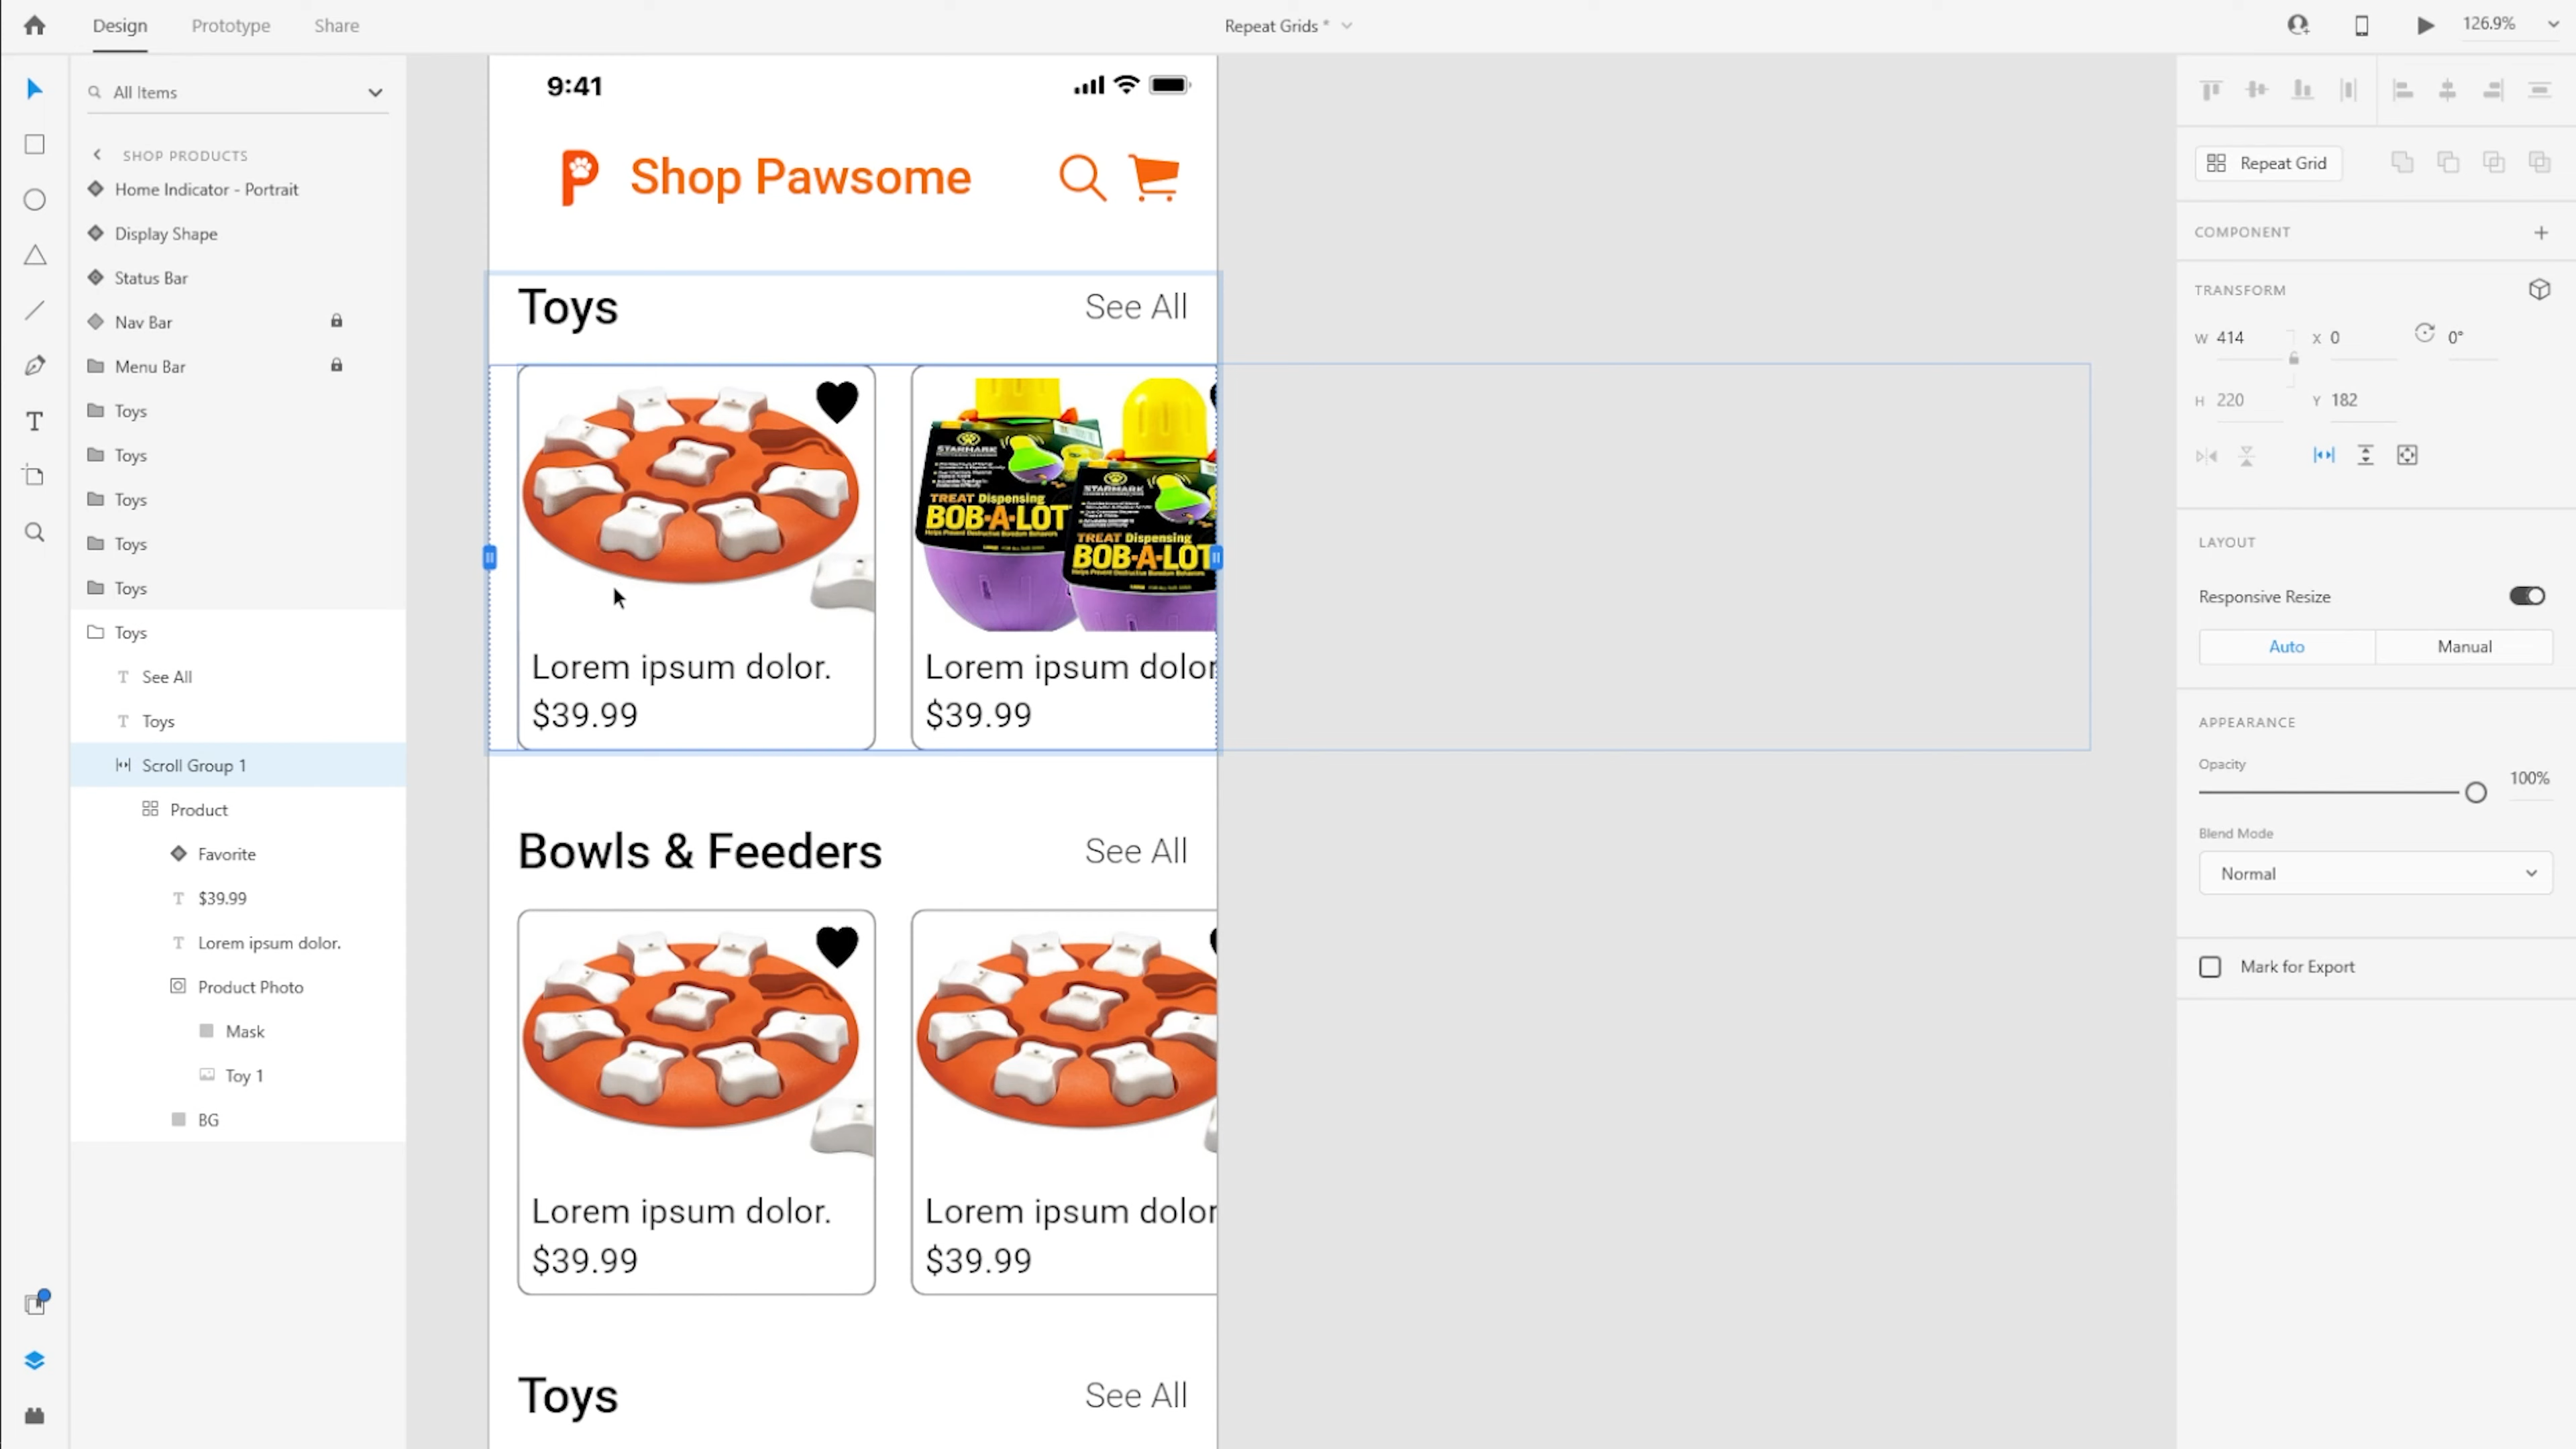 Design Prototype Share Repeat Grids * 126.9%
All Items
SHOP PRODUCTS
Home Indicator - Portrait
Display Shape
Status Bar
Nav Bar
Menu Bar
Toys
Toys
Toys
Toys
Toys
Toys
See All
Toys
Scroll Group 1
Product
Favorite
$39.99
Lorem ipsum dolor.
Product Photo
Mask
Toy 1
BG
9:41
P Shop Pawsome
Toys See All
STARMARK
TREAT Dispensing
BOB-A-LOT
STARMARK
TREAT Dispensing
BOB-A-LOT
Lorem ipsum dolor. Lorem ipsum dolor
$39.99 $39.99
Bowls & Feeders See All
Lorem ipsum dolor. Lorem ipsum dolor
$39.99 $39.99
Toys See All
Repeat Grid
COMPONENT
TRANSFORM
W 414 X 0 0°
H 220 Y 182
LAYOUT
Responsive Resize
Auto Manual
APPEARANCE
Opacity
100%
Blend Mode
Normal
Mark for Export